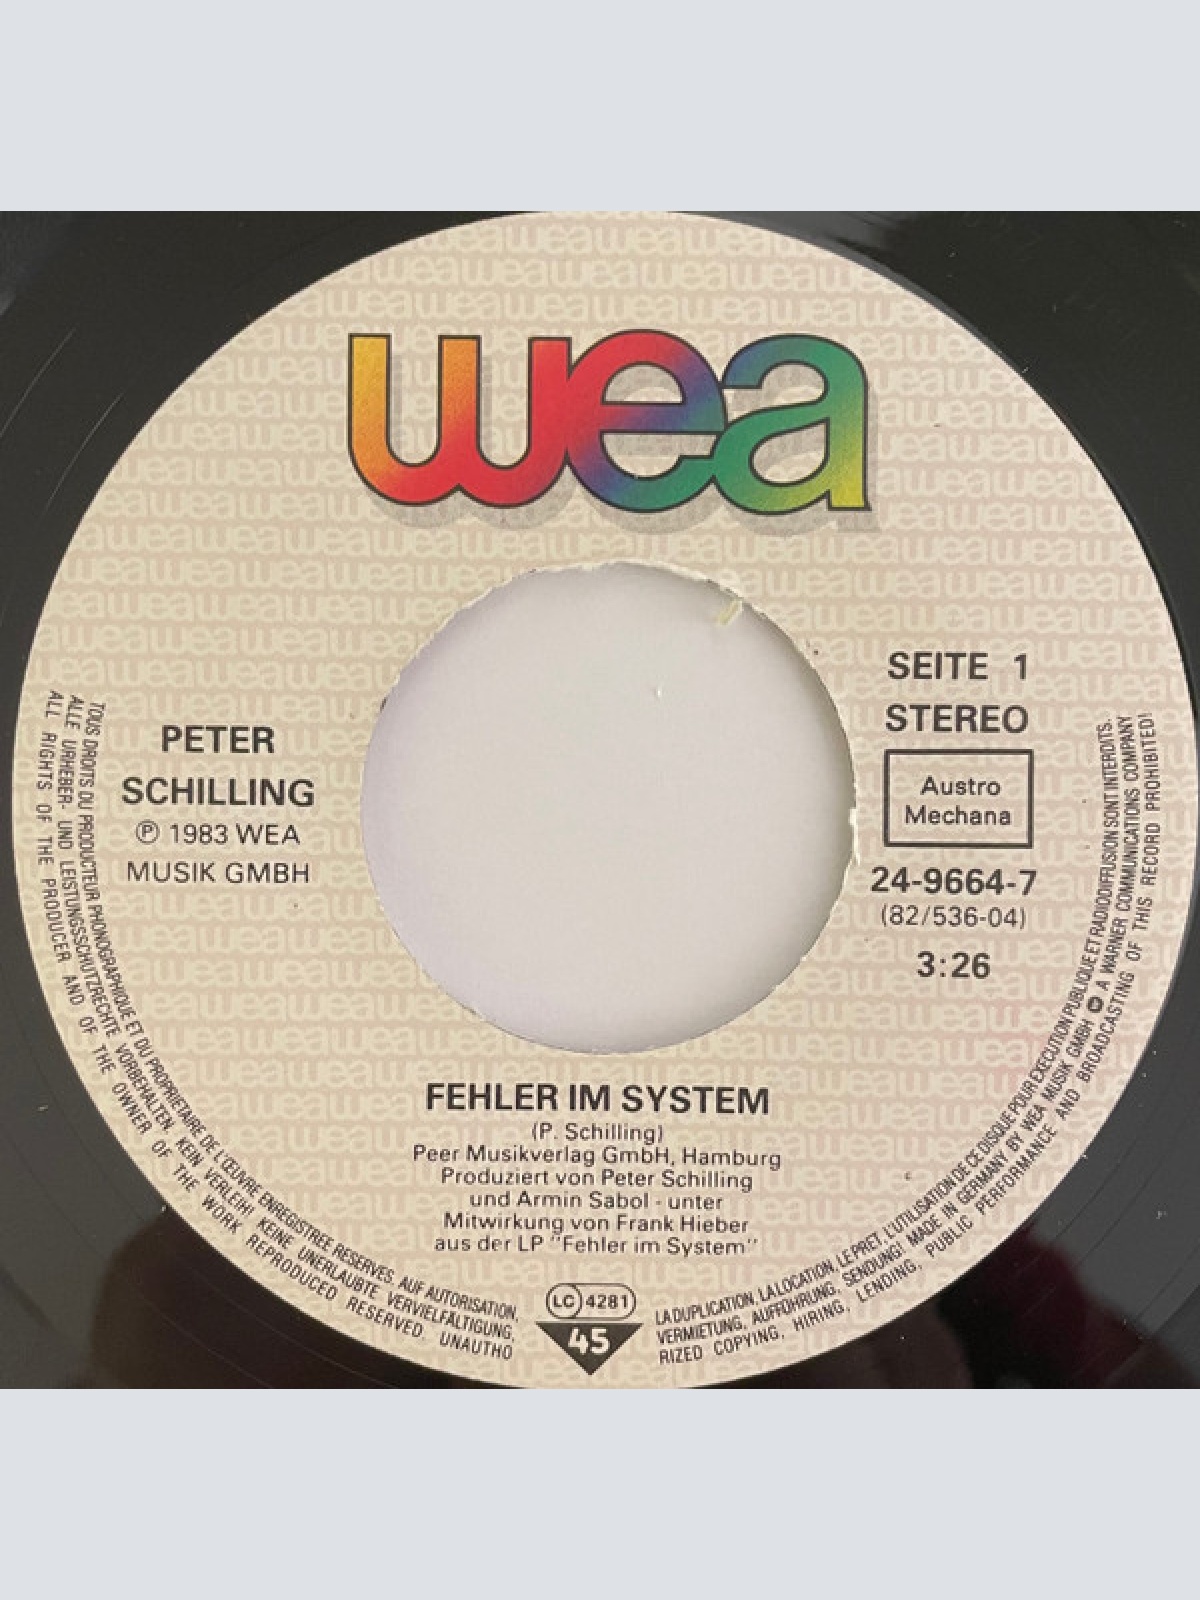 wea
SEITE 1
STEREO
Austro
Mechana
24-9664-7
(82/536-04)
3:26
PETER
SCHILLING
℗ 1983 WEA
MUSIK GMBH
FEHLER IM SYSTEM
(P. Schilling)
Peer Musikverlag GmbH, Hamburg
Produziert von Peter Schilling
und Armin Sabol - unter
Mitwirkung von Frank Hieber
aus der LP "Fehler im System"
LC 4281
45
TOUS DROITS DU PRODUCTEUR PHONOGRAPHIQUE ET DU PROPRIETAIRE DE L'ŒUVRE ENREGISTREE RESERVES. AUF AUTORISATION,
LA DUPLICATION, LA LOCATION, LE PRET, L'UTILISATION DE CE DISQUE POUR EXECUTION PUBLIQUE ET RADIODIFFUSION SONT INTERDITS.
ALLE URHEBER- UND LEISTUNGSSCHUTZRECHTE VORBEHALTEN. KEIN VERLEIH! KEINE UNERLAUBTE VERVIELFÄLTIGUNG,
VERMIETUNG, AUFFÜHRUNG, SENDUNG! MADE IN GERMANY BY WEA MUSIK GMBH A WARNER COMMUNICATIONS COMPANY
ALL RIGHTS OF THE PRODUCER AND OF THE OWNER OF THE WORK REPRODUCED RESERVED. UNAUTHO
RIZED COPYING, HIRING, LENDING, PUBLIC PERFORMANCE AND BROADCASTING OF THIS RECORD PROHIBITED!